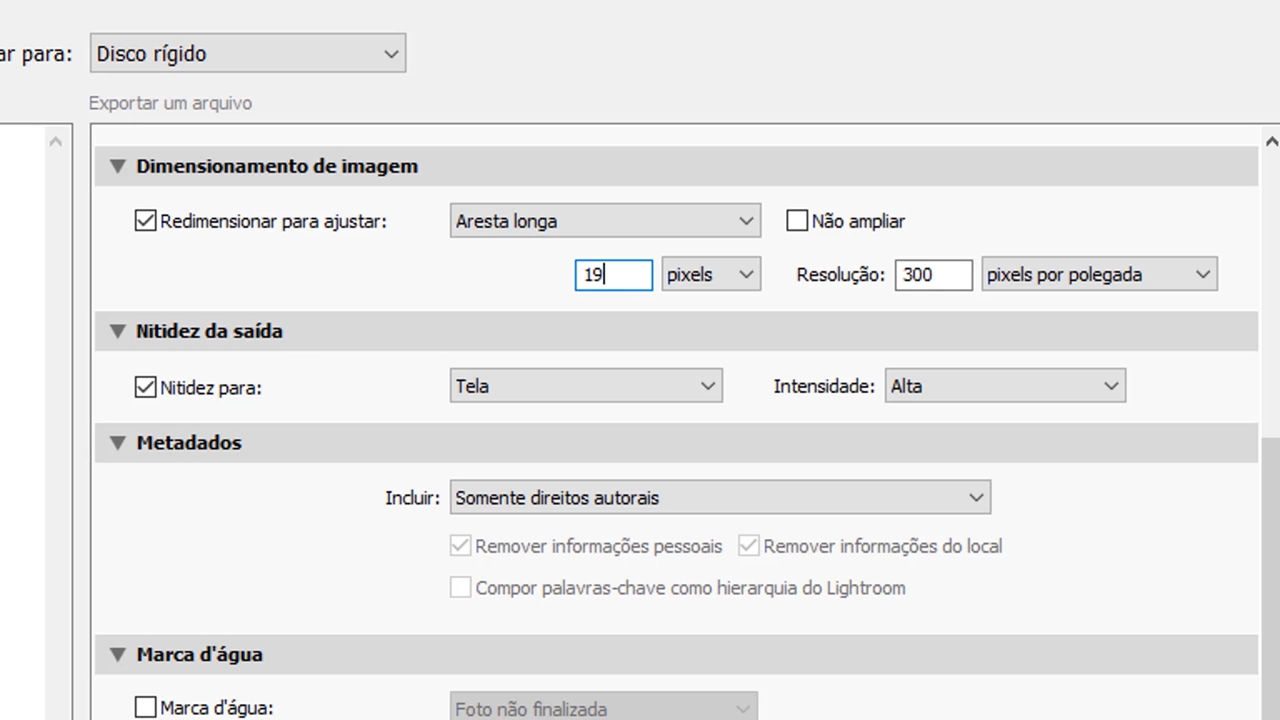 ar para: Disco rígido
Exportar um arquivo
Dimensionamento de imagem
Redimensionar para ajustar: Aresta longa Não ampliar
19 pixels Resolução: 300 pixels por polegada
Nitidez da saída
Nitidez para: Tela Intensidade: Alta
Metadados
Incluir: Somente direitos autorais
Remover informações pessoais Remover informações do local
Compor palavras-chave como hierarquia do Lightroom
Marca d'água
Marca d'água: Foto não finalizada